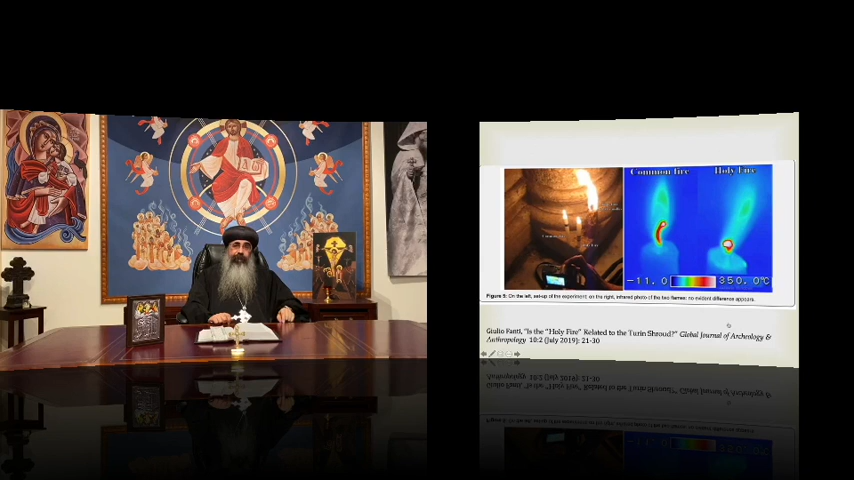 Common fire Holy Fire
-11.0 350.0°C
Figure 5: On the left, set-up of the experiment; on the right, infrared photo of the two flames: no evident difference appears.
Giulio Fanti, "Is the "Holy Fire" Related to the Turin Shroud?" Global Journal of Archeology &
Anthropology 10:2 (July 2019): 21-30